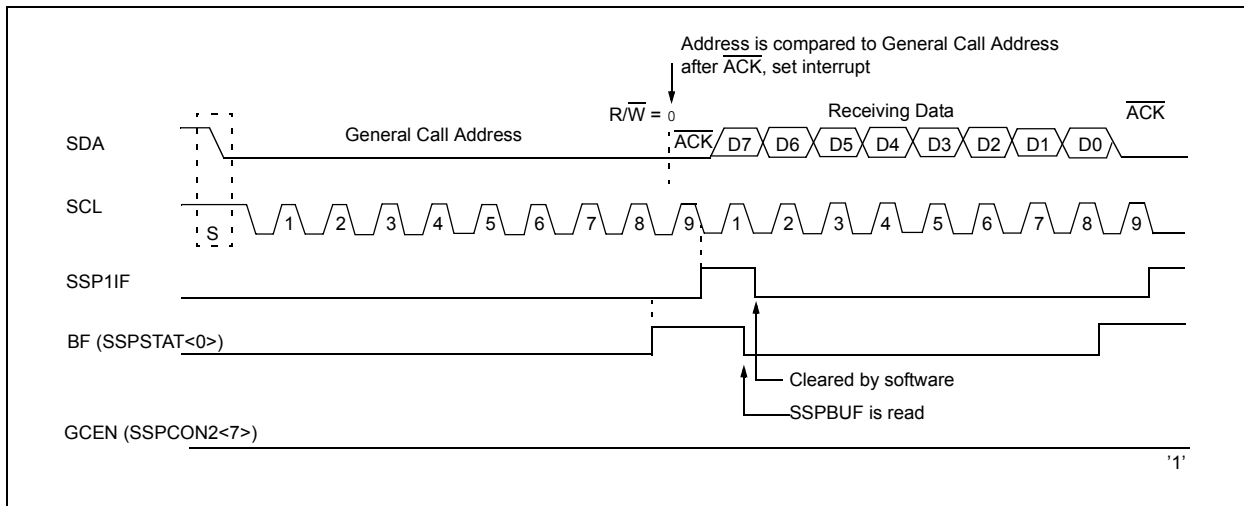 Address is compared to General Call Address
after ACK, set interrupt
R/W = 0
Receiving Data
ACK
SDA
General Call Address
ACK
D7 D6 D5 D4 D3 D2 D1 D0
SCL
S
1 2 3 4 5 6 7 8 9 1 2 3 4 5 6 7 8 9
SSP1IF
BF (SSPSTAT<0>)
Cleared by software
SSPBUF is read
GCEN (SSPCON2<7>)
'1'